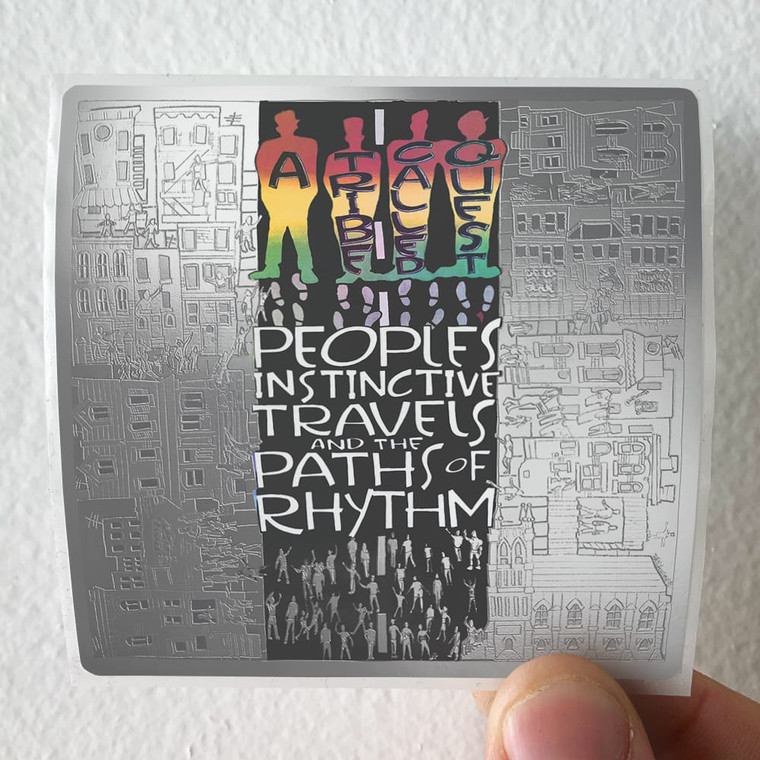 A TRIBE CALLED QUEST
PEOPLES
INSTINCTIVE
TRAVELS
AND THE
PATHS OF
RHYTHM